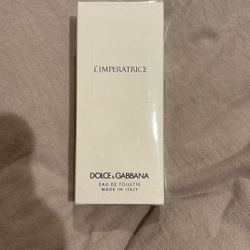 L'IMPERATRICE
DOLCE & GABBANA
EAU DE TOILETTE
MADE IN ITALY